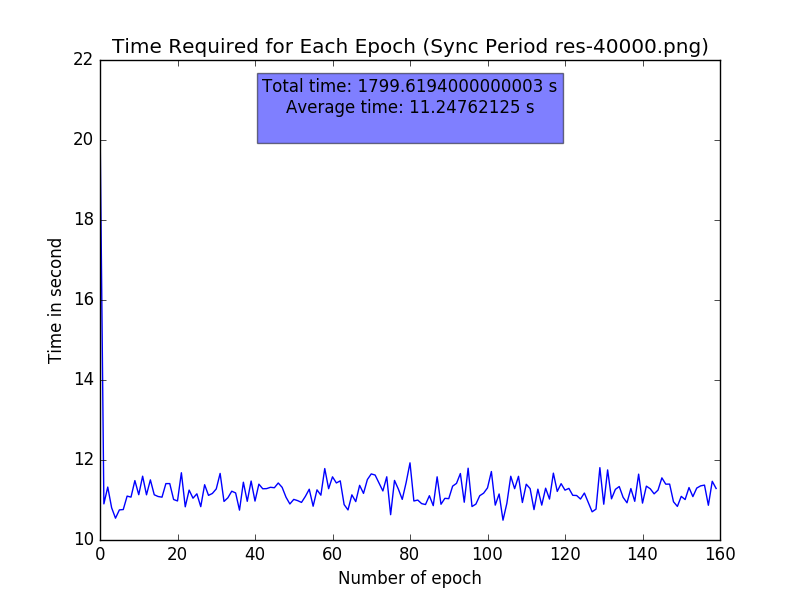 Time Required for Each Epoch (Sync Period res-40000.png)
Total time: 1799.6194000000003 s
Average time: 11.24762125 s
22
20
18
16
14
12
10
Time in second
0 20 40 60 80 100 120 140 160
Number of epoch